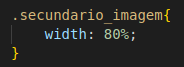 .secundario_imagem{
    width: 80%;
}